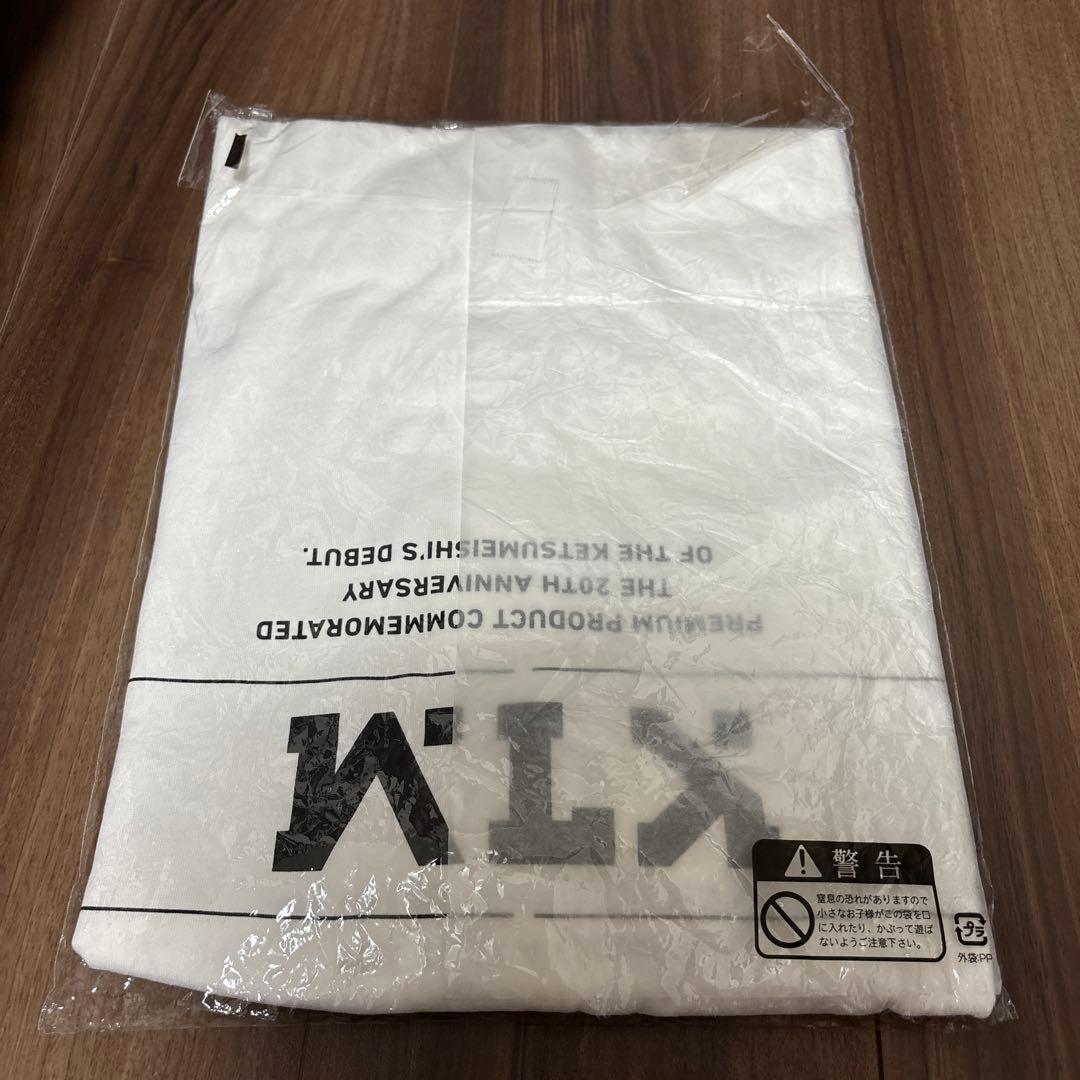 KTM
PREMIUM PRODUCT COMMEMORATED
THE 20TH ANNIVERSARY
OF THE KETSUMEISHI'S DEBUT.
警告
窒息の恐れがありますので
小さなお子様がこの袋を口
に入れたり、かぶって遊ば
ないようご注意下さい。
プラ
外袋:PP